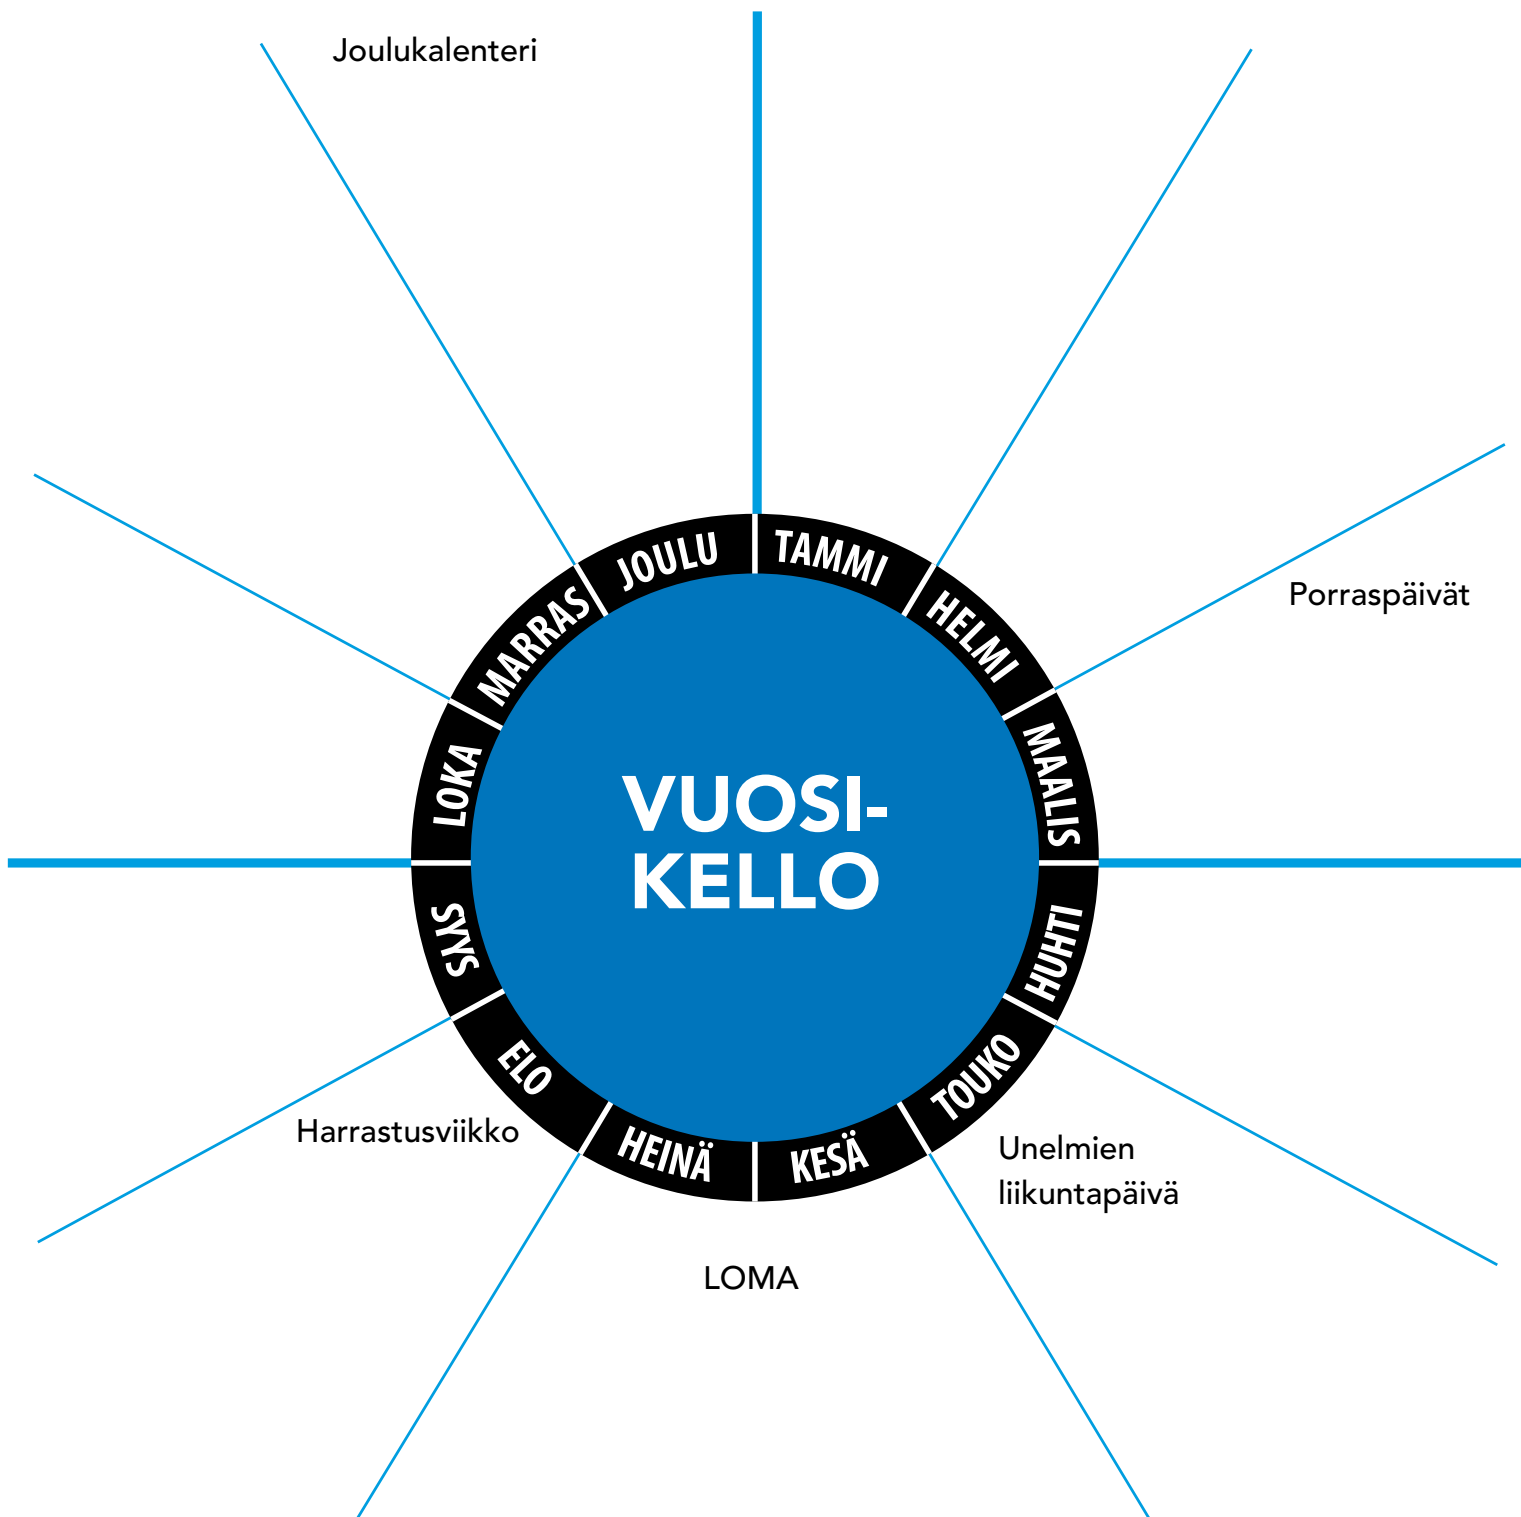 Joulukalenteri
Porraspäivät
JOULU
TAMMI
MARRAS
HELMI
LOKA
MAALIS
VUOSI-
KELLO
SYYS
HUHTI
ELO
TOUKO
HEINÄ
KESÄ
Harrastusviikko
Unelmien
liikuntapäivä
LOMA